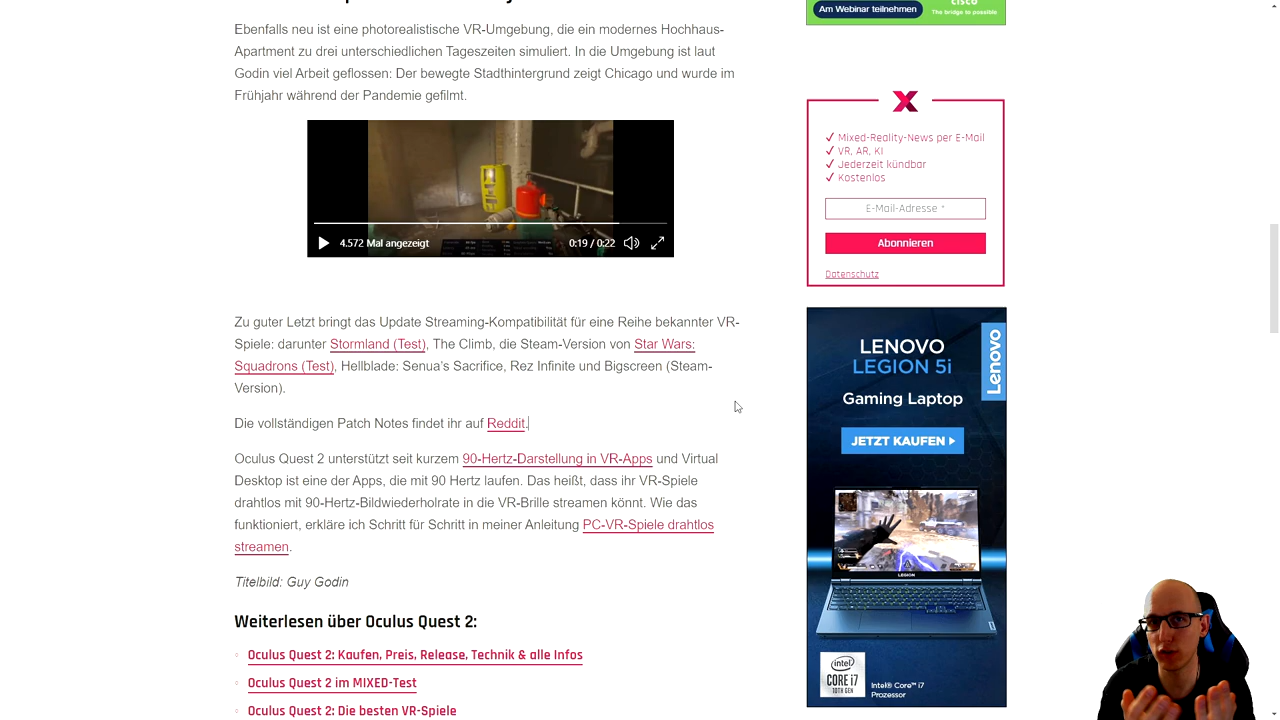 Ebenfalls neu ist eine photorealistische VR-Umgebung, die ein modernes Hochhaus-
Apartment zu drei unterschiedlichen Tageszeiten simuliert. In die Umgebung ist laut
Godin viel Arbeit geflossen: Der bewegte Stadthintergrund zeigt Chicago und wurde im
Frühjahr während der Pandemie gefilmt.
4.572 Mal angezeigt
0:19 / 0:22
Zu guter Letzt bringt das Update Streaming-Kompatibilität für eine Reihe bekannter VR-
Spiele: darunter Stormland (Test), The Climb, die Steam-Version von Star Wars:
Squadrons (Test), Hellblade: Senua's Sacrifice, Rez Infinite und Bigscreen (Steam-
Version).
Die vollständigen Patch Notes findet ihr auf Reddit.
Oculus Quest 2 unterstützt seit kurzem 90-Hertz-Darstellung in VR-Apps und Virtual
Desktop ist eine der Apps, die mit 90 Hertz laufen. Das heißt, dass ihr VR-Spiele
drahtlos mit 90-Hertz-Bildwiederholrate in die VR-Brille streamen könnt. Wie das
funktioniert, erkläre ich Schritt für Schritt in meiner Anleitung PC-VR-Spiele drahtlos
streamen.
Titelbild: Guy Godin
Weiterlesen über Oculus Quest 2:
Oculus Quest 2: Kaufen, Preis, Release, Technik & alle Infos
Oculus Quest 2 im MIXED-Test
Oculus Quest 2: Die besten VR-Spiele
Am Webinar teilnehmen
CISCO
The bridge to possible
X
✓ Mixed-Reality-News per E-Mail
✓ VR, AR, KI
✓ Jederzeit kündbar
✓ Kostenlos
E-Mail-Adresse *
Abonnieren
Datenschutz
LENOVO
LEGION 5i
Lenovo
Gaming Laptop
JETZT KAUFEN
LEGION
intel
CORE i7
10TH GEN
Intel® Core™ i7
Prozessor